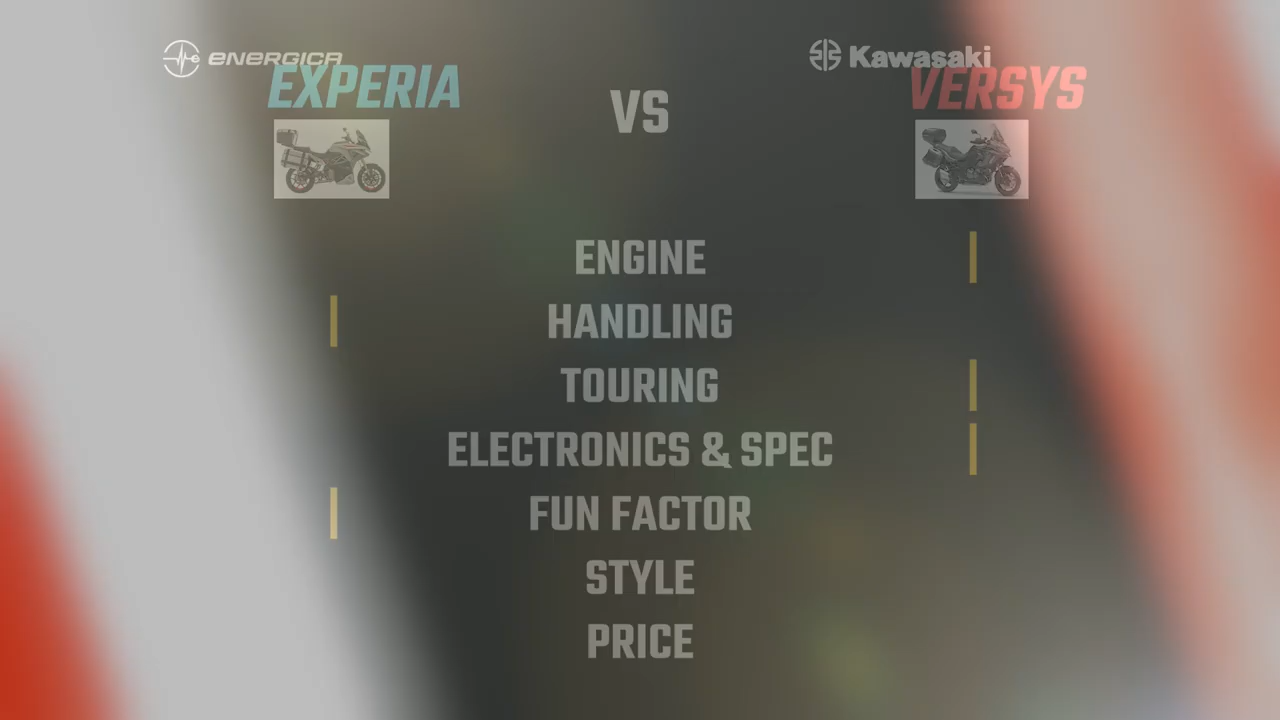 ENERGICA
EXPERIA
VS
Kawasaki
VERSYS
ENGINE
HANDLING
TOURING
ELECTRONICS & SPEC
FUN FACTOR
STYLE
PRICE